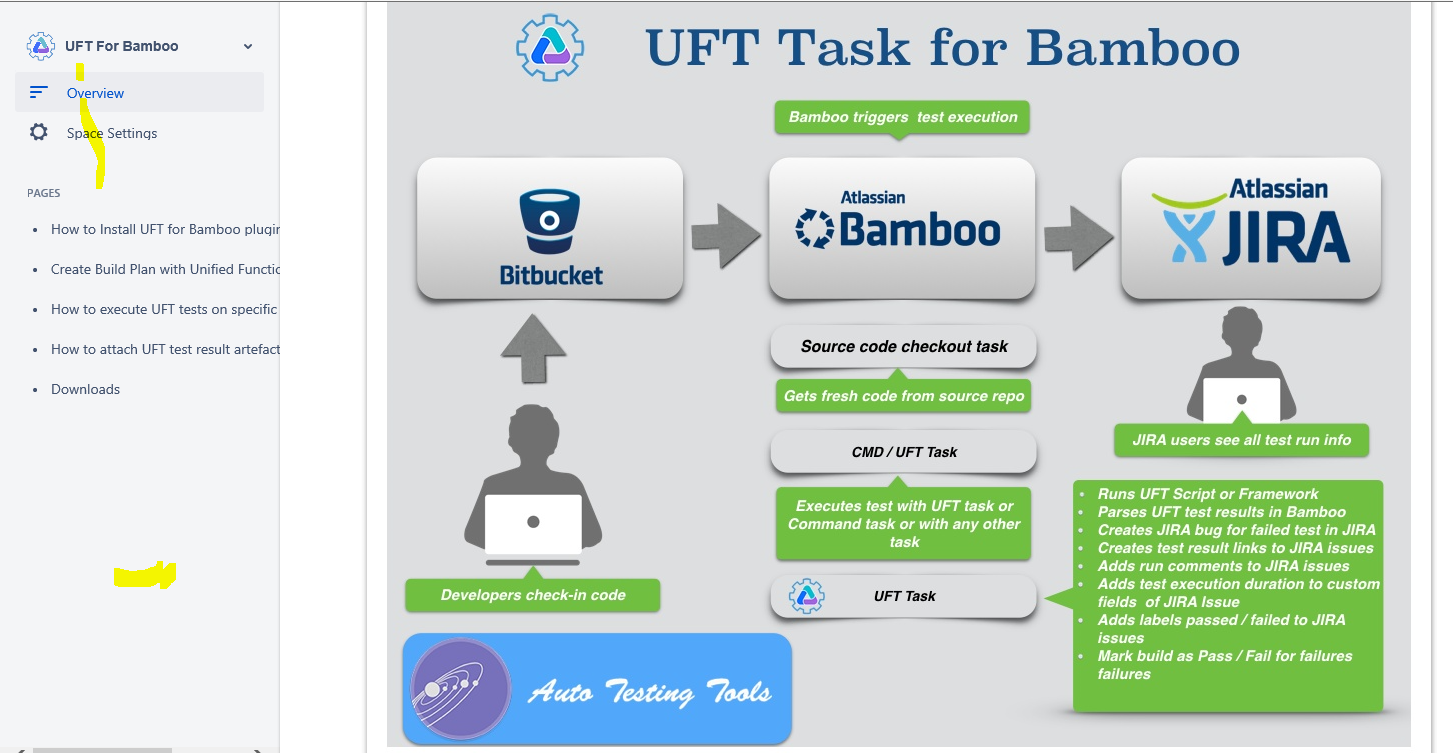 UFT For Bamboo
Overview
Space Settings
PAGES
How to Install UFT for Bamboo plugin
Create Build Plan with Unified Functio
How to execute UFT tests on specific
How to attach UFT test result artefact
Downloads
UFT Task for Bamboo
Bamboo triggers test execution
Bitbucket
Atlassian
Bamboo
Atlassian
JIRA
Source code checkout task
Gets fresh code from source repo
CMD / UFT Task
Executes test with UFT task or
Command task or with any other
task
UFT Task
Developers check-in code
JIRA users see all test run info
Runs UFT Script or Framework
Parses UFT test results in Bamboo
Creates JIRA bug for failed test in JIRA
Creates test result links to JIRA issues
Adds run comments to JIRA issues
Adds test execution duration to custom
fields of JIRA Issue
Adds labels passed / failed to JIRA
issues
Mark build as Pass / Fail for failures
failures
Auto Testing Tools